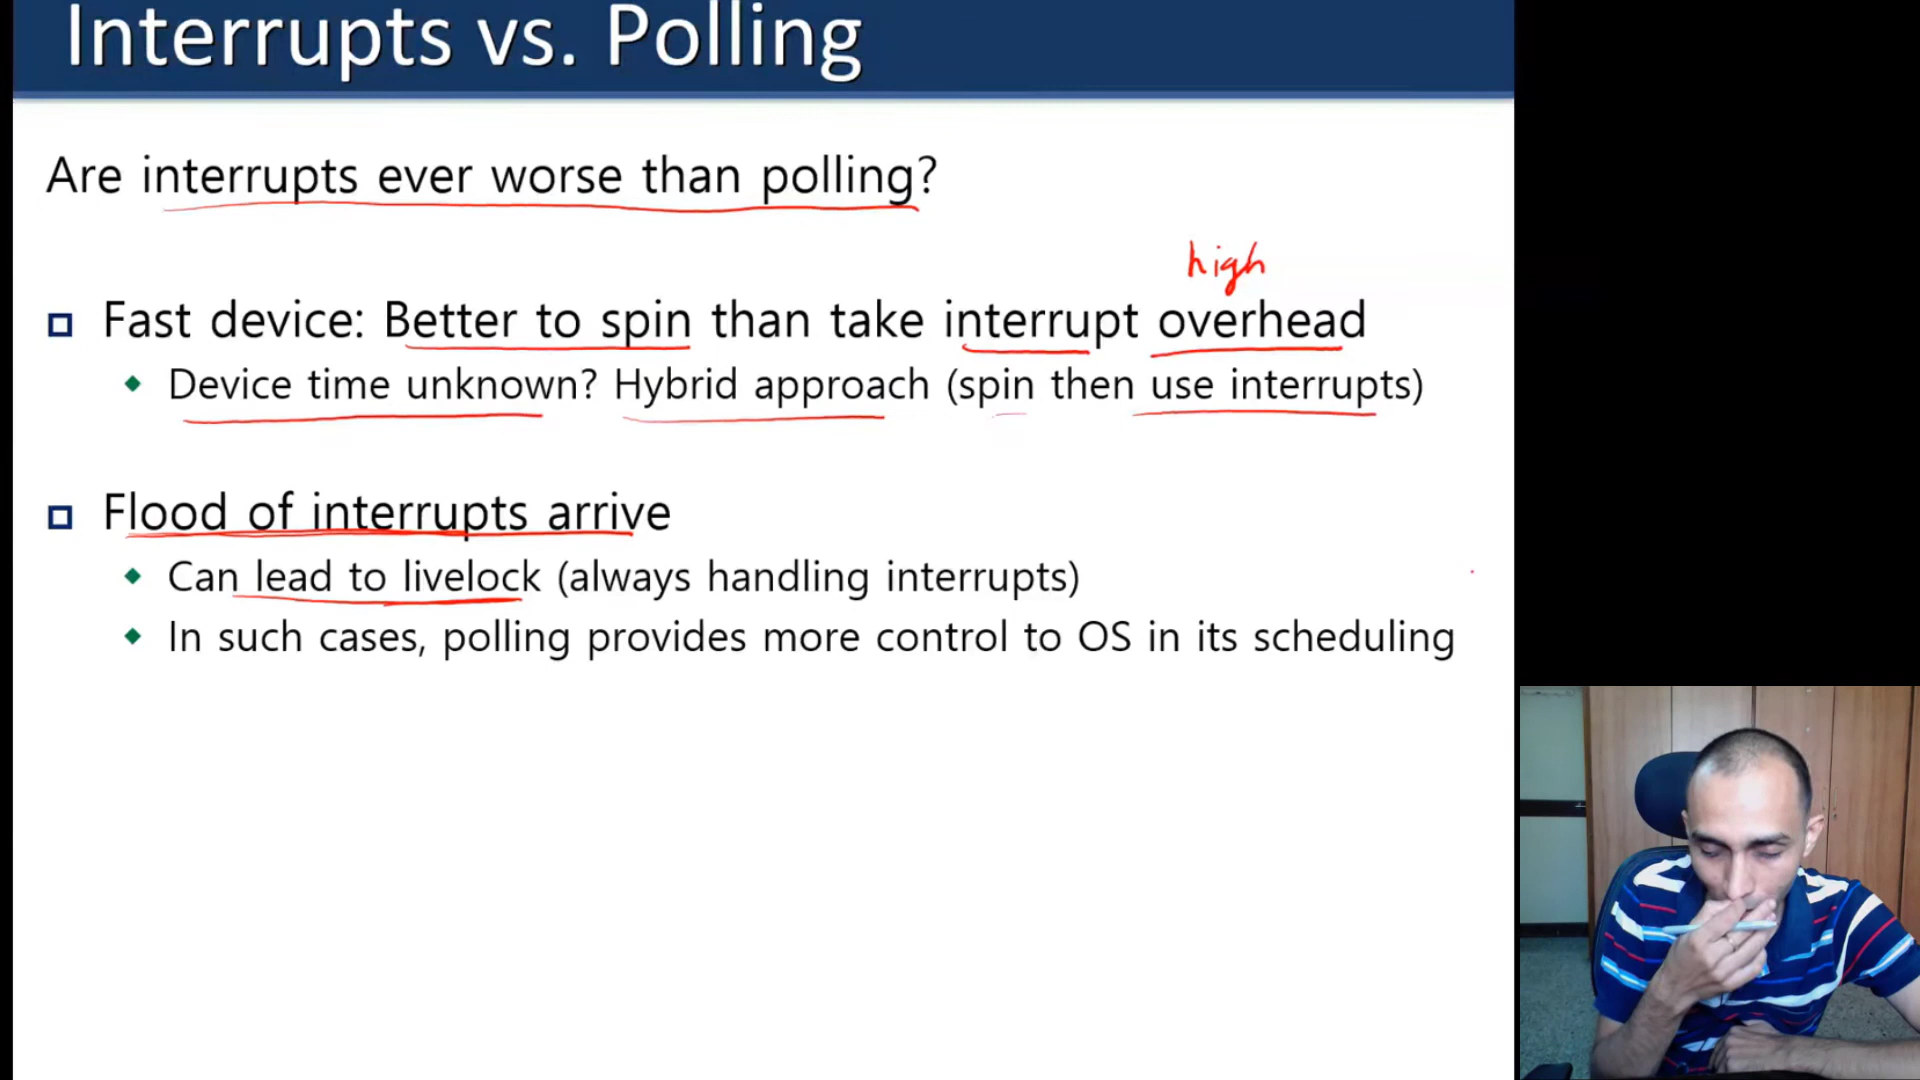 Interrupts vs. Polling
Are interrupts ever worse than polling?
high
Fast device: Better to spin than take interrupt overhead
Device time unknown? Hybrid approach (spin then use interrupts)
Flood of interrupts arrive
Can lead to livelock (always handling interrupts)
In such cases, polling provides more control to OS in its scheduling